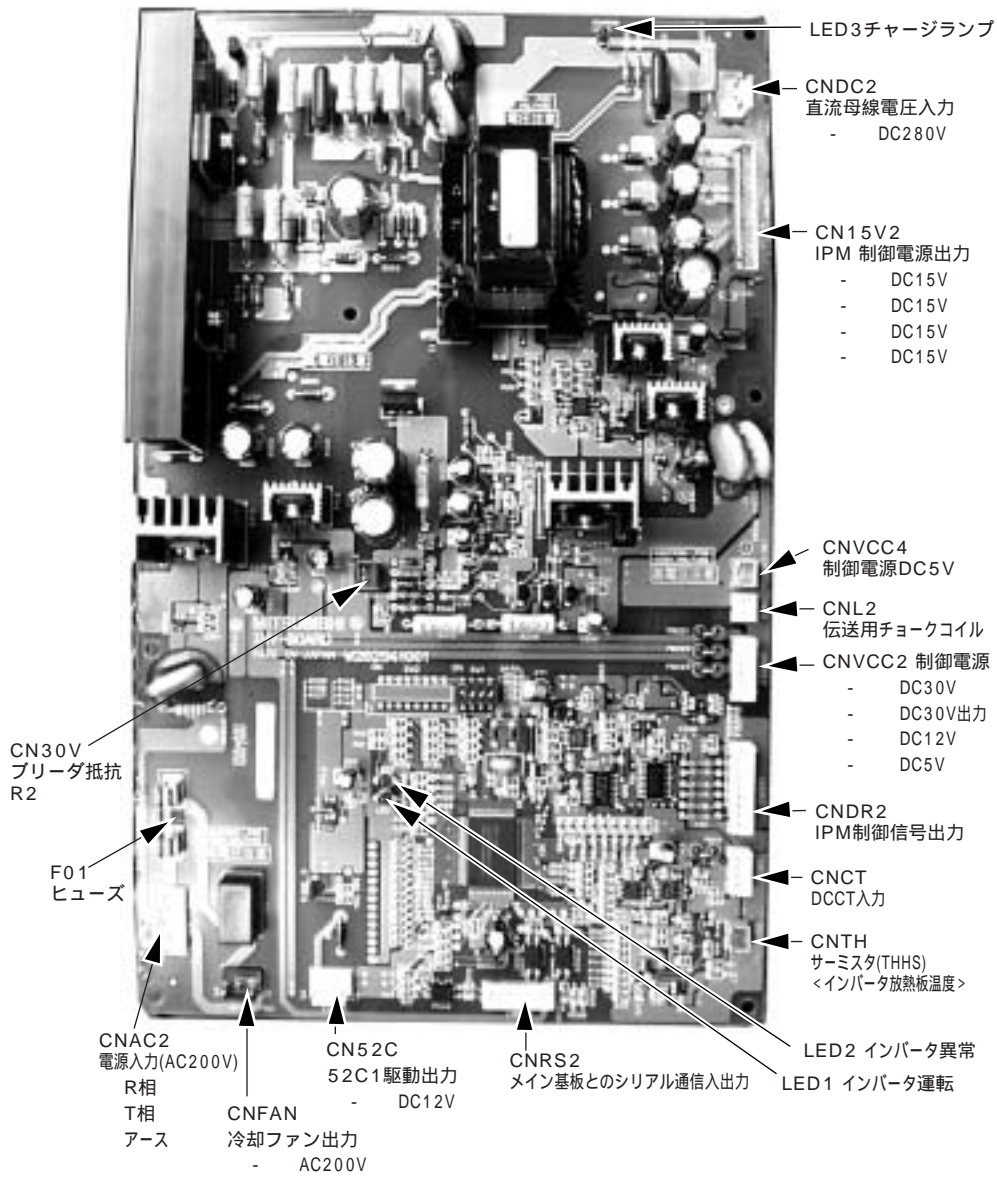 LED3チャージランプ
CNDC2
直流母線電圧入力
- DC280V
CN15V2
IPM 制御電源出力
- DC15V
- DC15V
- DC15V
- DC15V
CNVCC4
制御電源DC5V
CNL2
伝送用チョークコイル
CNVCC2 制御電源
- DC30V
- DC30V出力
- DC12V
- DC5V
CNDR2
IPM制御信号出力
CNCT
DCCT入力
CNTH
サーミスタ(THHS)
<インバータ放熱板温度>
LED2 インバータ異常
LED1 インバータ運転
CNRS2
メイン基板とのシリアル通信入出力
CN52C
52C1駆動出力
- DC12V
CNFAN
冷却ファン出力
- AC200V
CNAC2
電源入力(AC200V)
R相
T相
アース
F01
ヒューズ
CN30V
ブリーダ抵抗
R2